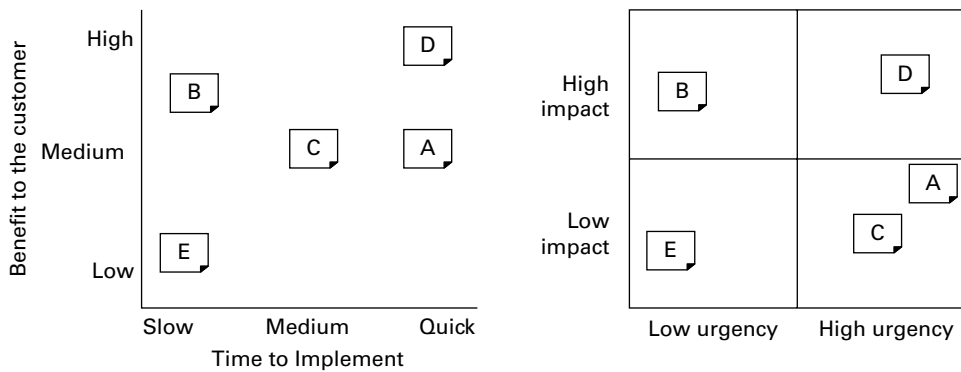 Benefit to the customer
High
Medium
Low
D
B
C
A
E
Slow Medium Quick
Time to Implement
High
impact
Low
impact
B
D
A
C
E
Low urgency High urgency